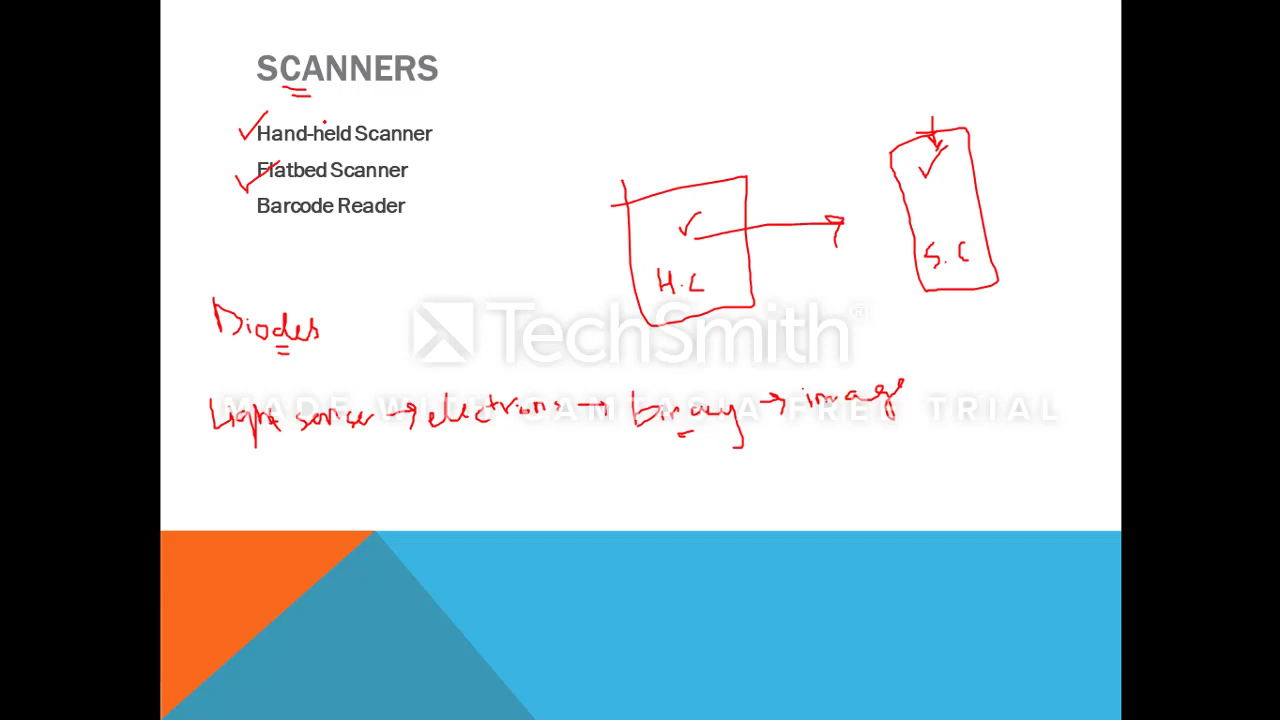 SCANNERS
Hand-held Scanner
Flatbed Scanner
Barcode Reader
H.C
S.C
Diodes
TechSmith®
Light sensor → electrons → binary → image
MADE WITH CAMTASIA FREE TRIAL